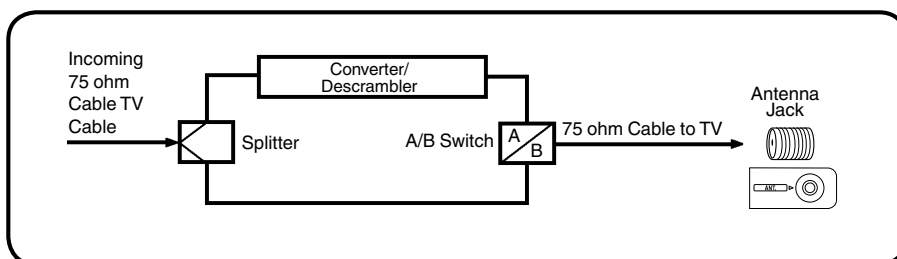 Incoming
75 ohm
Cable TV
Cable
Converter/
Descrambler
Splitter
A/B Switch
A
B
75 ohm Cable to TV
Antenna
Jack
ANT.